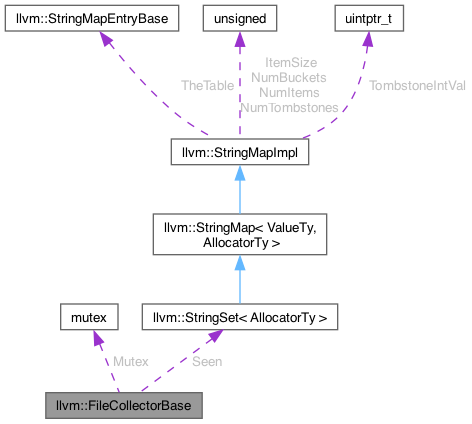 llvm::StringMapEntryBase
unsigned
uintptr_t
TheTable
ItemSize
NumBuckets
NumItems
NumTombstones
TombstoneIntVal
llvm::StringMapImpl
llvm::StringMap< ValueTy,
AllocatorTy >
mutex
llvm::StringSet< AllocatorTy >
Mutex
Seen
llvm::FileCollectorBase